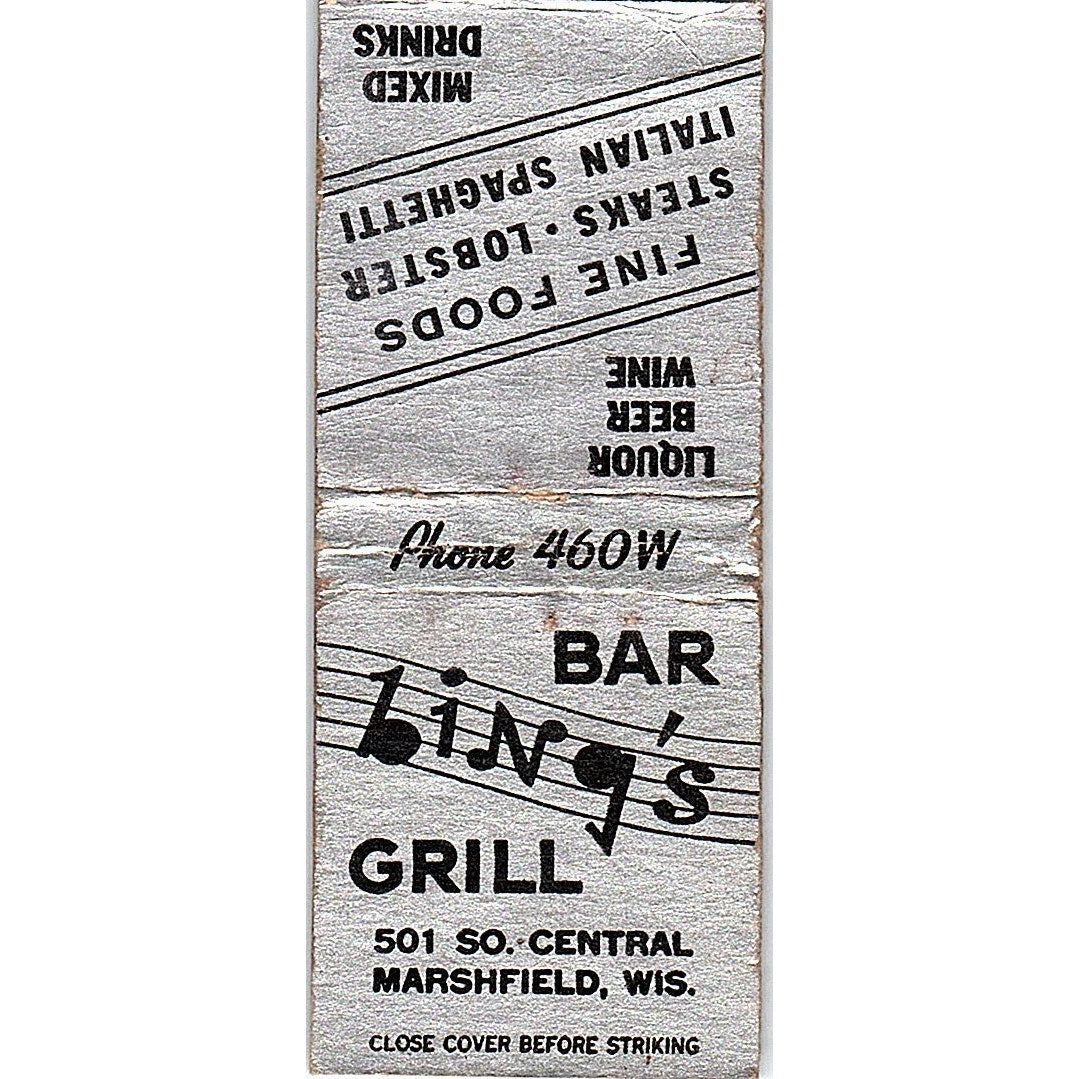 BAR
bing's
GRILL
501 SO. CENTRAL
MARSHFIELD, WIS.
CLOSE COVER BEFORE STRIKING
Phone 460W
LIQUOR
BEER
WINE
FINE FOODS
STEAKS • LOBSTER
ITALIAN SPAGHETTI
MIXED
DRINKS